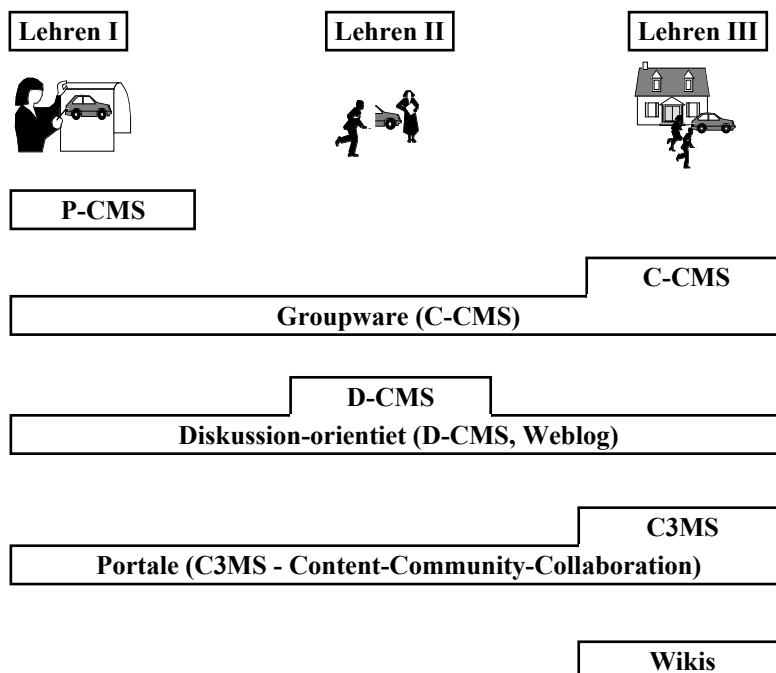 Lehren I
Lehren II
Lehren III
P-CMS
C-CMS
Groupware (C-CMS)
D-CMS
Diskussion-orientiet (D-CMS, Weblog)
C3MS
Portale (C3MS - Content-Community-Collaboration)
Wikis